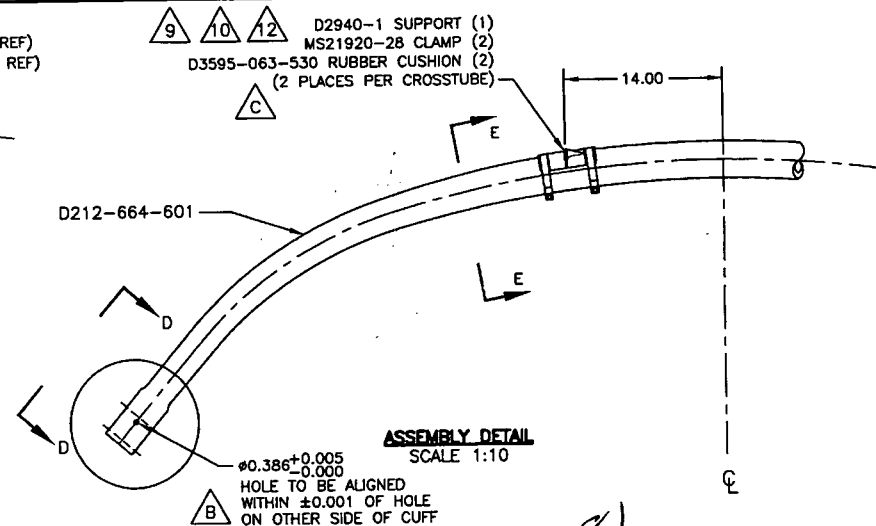 REF)
REF)
9 10 12
D2940-1 SUPPORT (1)
MS21920-28 CLAMP (2)
D3595-063-530 RUBBER CUSHION (2)
(2 PLACES PER CROSSTUBE)
C
14.00
E
D212-664-601
E
D
D
ASSEMBLY DETAIL
SCALE 1:10
⌀0.386+0.005
-0.000
HOLE TO BE ALIGNED
B WITHIN ±0.001 OF HOLE
ON OTHER SIDE OF CUFF
℄